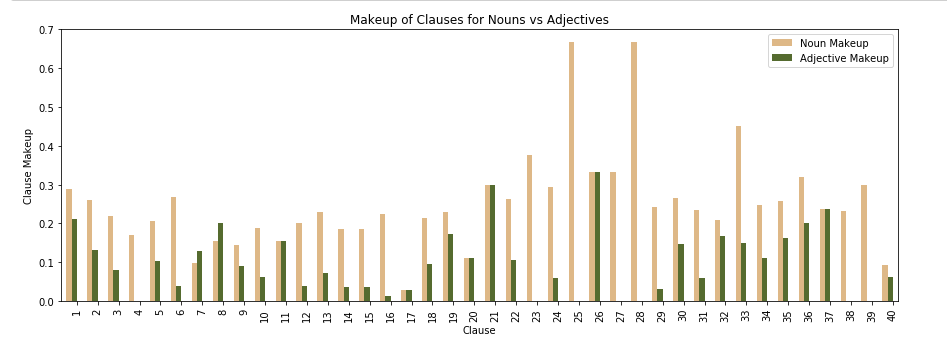 Makeup of Clauses for Nouns vs Adjectives
0.7
0.6
0.5
0.4
0.3
0.2
0.1
0.0
Clause Makeup
Noun Makeup
Adjective Makeup
1 2 3 4 5 6 7 8 9 10 11 12 13 14 15 16 17 18 19 20 21 22 23 24 25 26 27 28 29 30 31 32 33 34 35 36 37 38 39 40
Clause